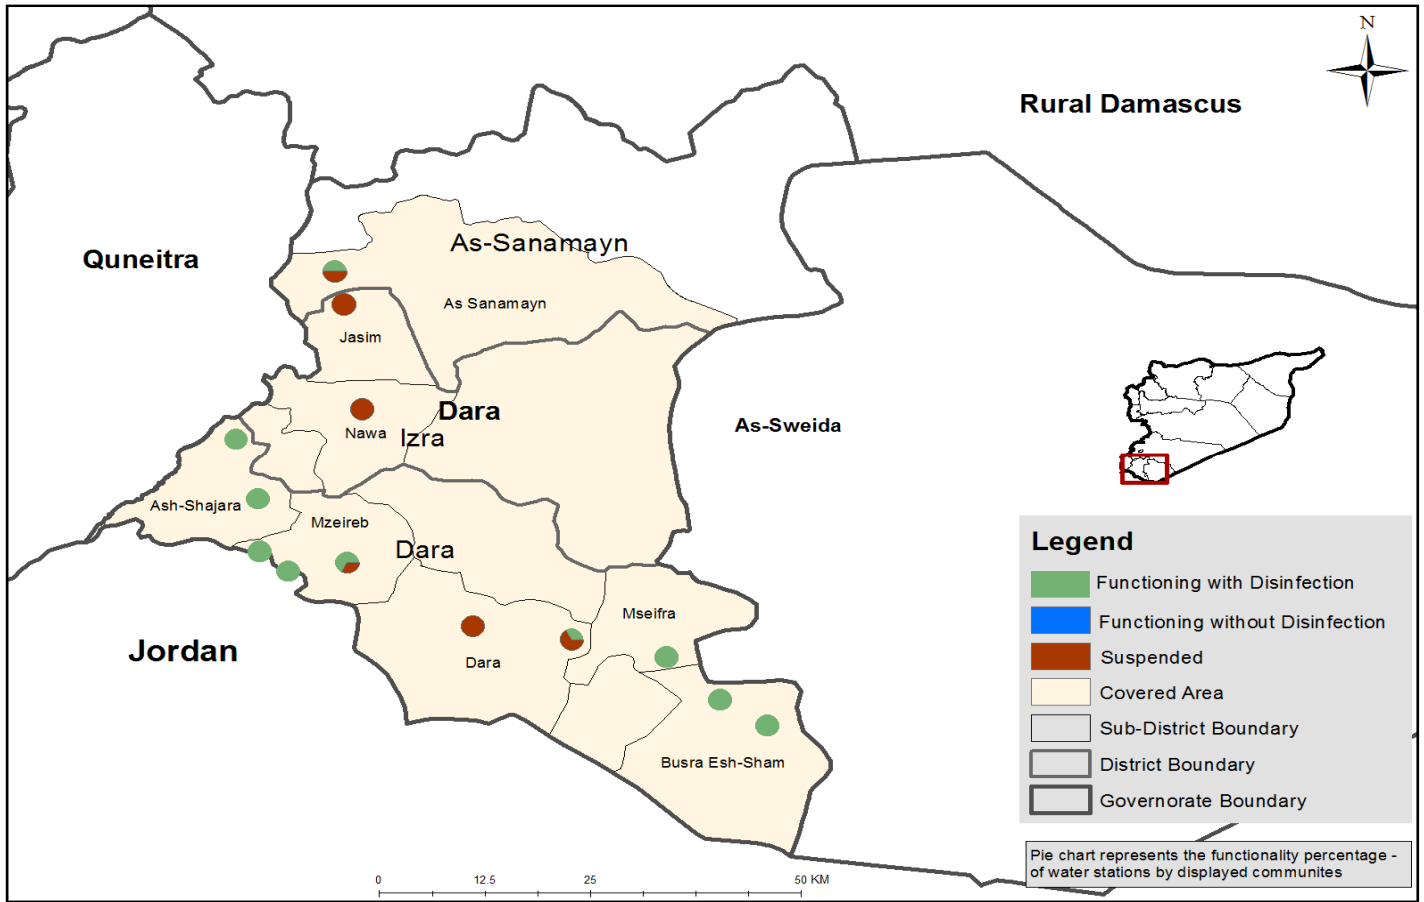 N
Rural Damascus
Quneitra
As-Sanamayn
As Sanamayn
Jasim
Dara
Nawa
Izra
As-Sweida
Ash-Shajara
Mzeireb
Dara
Mseifra
Jordan
Dara
Busra Esh-Sham
Legend
Functioning with Disinfection
Functioning without Disinfection
Suspended
Covered Area
Sub-District Boundary
District Boundary
Governorate Boundary
Pie chart represents the functionality percentage -
of water stations by displayed communites
0 12.5 25 50 KM